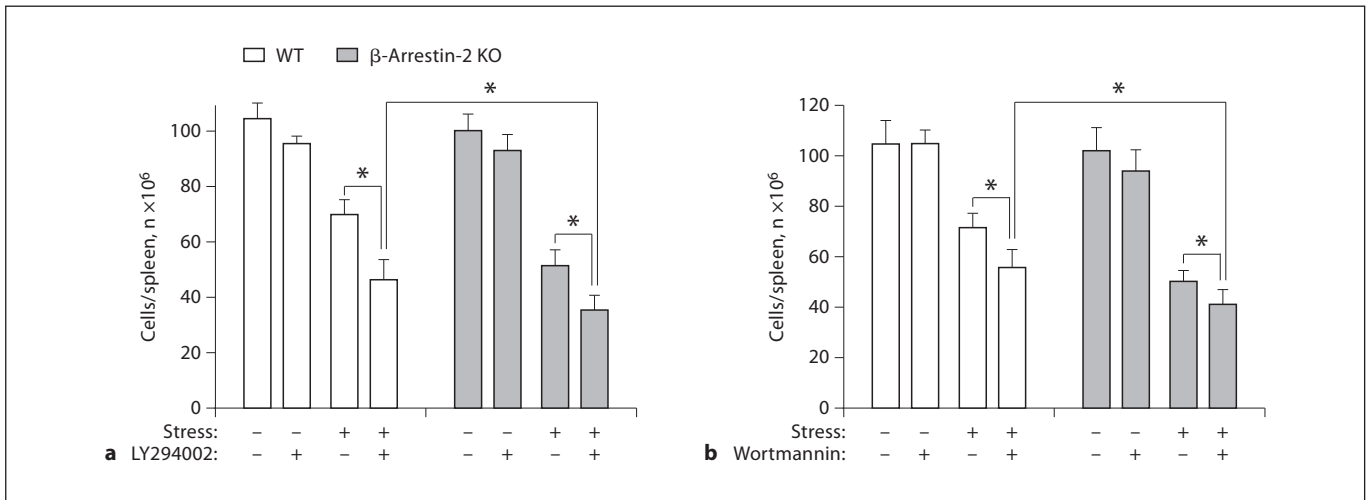 WT β-Arrestin-2 KO
Cells/spleen, n ×10⁶
100
80
60
40
20
0
*
*
*
Stress: – – + + – – + +
a LY294002: – + – + – + – +
Cells/spleen, n ×10⁶
120
100
80
60
40
20
0
*
*
*
Stress: – – + + – – + +
b Wortmannin: – + – + – + – +